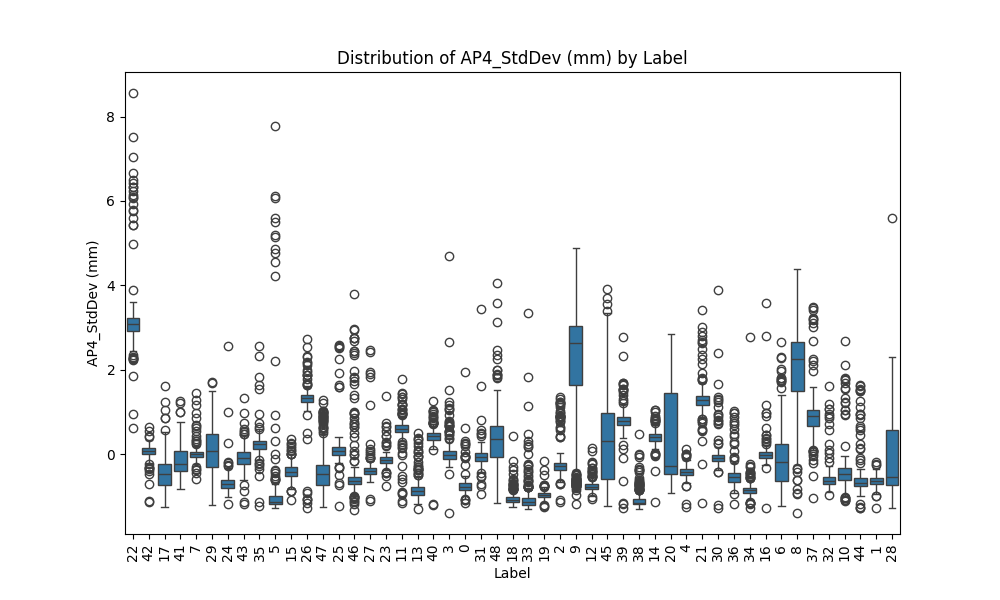 Distribution of AP4_StdDev (mm) by Label
AP4_StdDev (mm)
8
6
4
2
0
22 42 17 41 7 29 24 43 35 5 15 26 47 25 46 27 23 11 13 40 3 0 31 48 18 33 19 2 9 12 45 39 38 14 20 4 21 30 36 34 16 6 8 37 32 10 44 1 28
Label